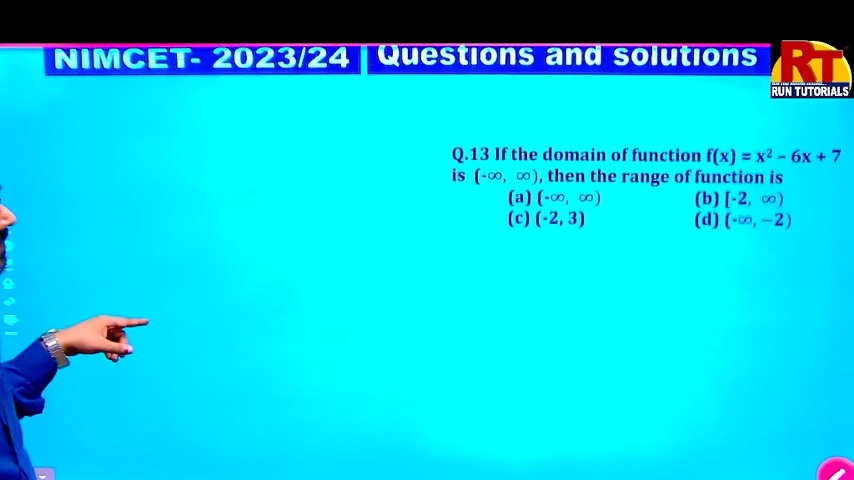 NIMCET- 2023/24 Questions and solutions
RT
RUN TUTORIALS
Q.13 If the domain of function f(x) = x² – 6x + 7
is (-∞, ∞), then the range of function is
(a) (-∞, ∞) (b) [-2, ∞)
(c) (-2, 3) (d) (-∞, –2)